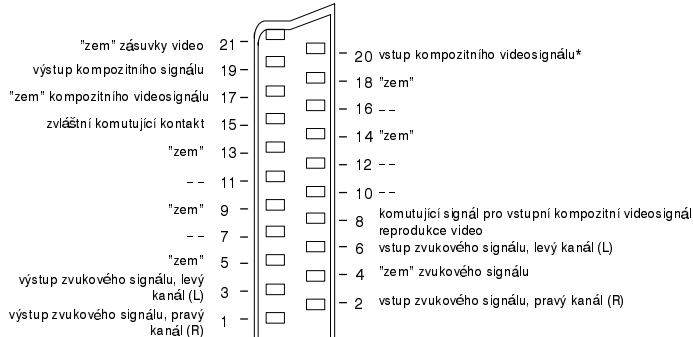 "zem" zásuvky video 21
výstup kompozitního signálu 19
"zem" kompozitního videosignálu 17
zvláštní komutující kontakt 15
"zem" 13
– – 11
"zem" 9
– – 7
"zem" 5
výstup zvukového signálu, levý
kanál (L) 3
výstup zvukového signálu, pravý
kanál (R) 1
20 vstup kompozitního videosignálu*
18 "zem"
16 – –
14 "zem"
12 – –
10 – –
8 komutující signál pro vstupní kompozitní videosignál
reprodukce video
6 vstup zvukového signálu, levý kanál (L)
4 "zem" zvukového signálu
2 vstup zvukového signálu, pravý kanál (R)